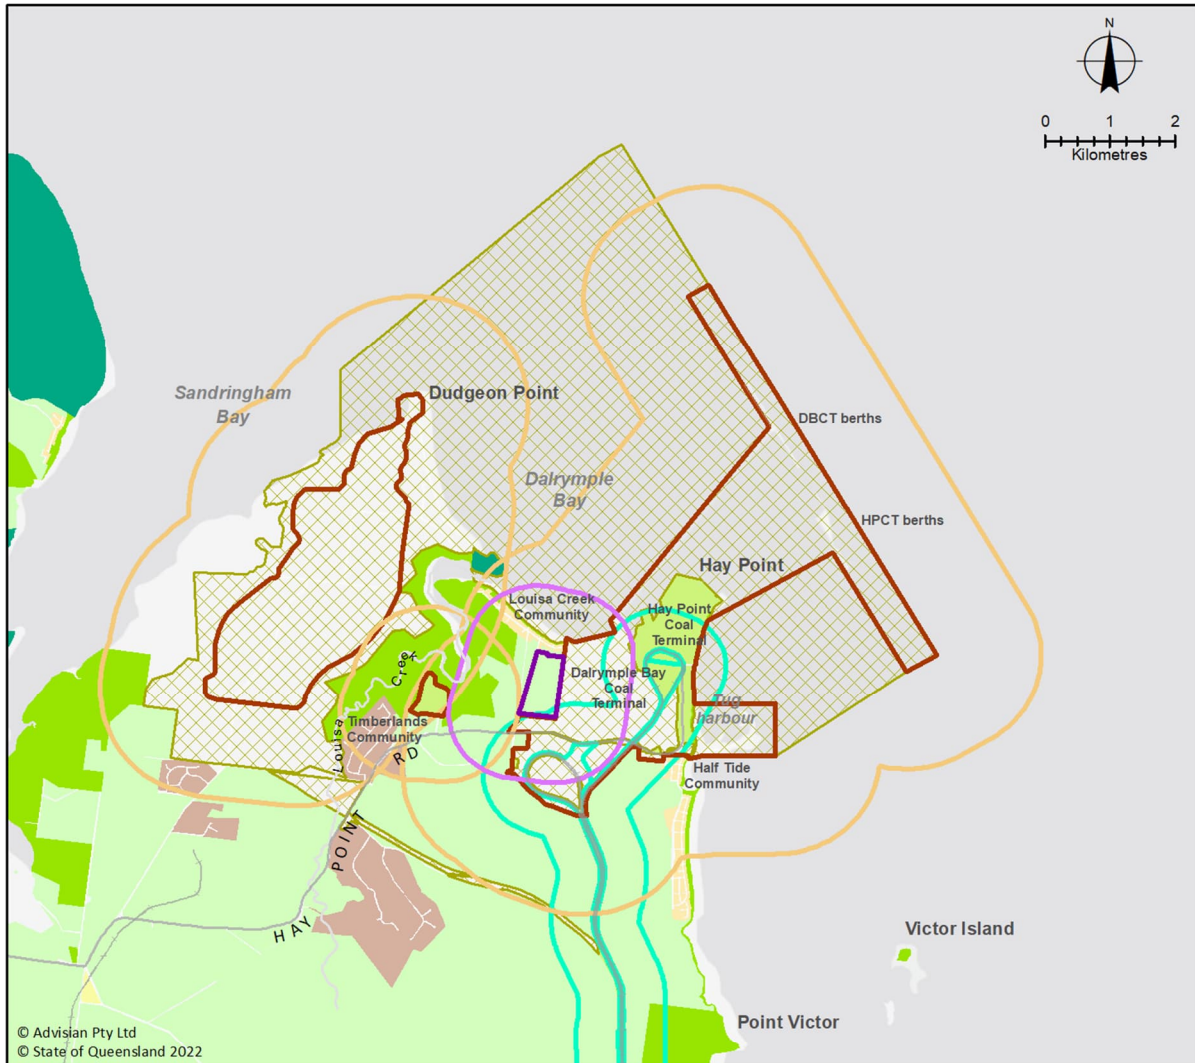 N
0 1 2
Kilometres
Sandringham
Bay
Dudgeon Point
DBCT berths
Dalrymple
Bay
HPCT berths
Hay Point
Louisa Creek
Community
Hay Point
Coal
Terminal
Louisa Creek
Dalrymple Bay
Coal
Terminal
Tug
harbour
Timberlands
Community
Half Tide
Community
HAY POINT RD
Victor Island
Point Victor
© Advisian Pty Ltd
© State of Queensland 2022